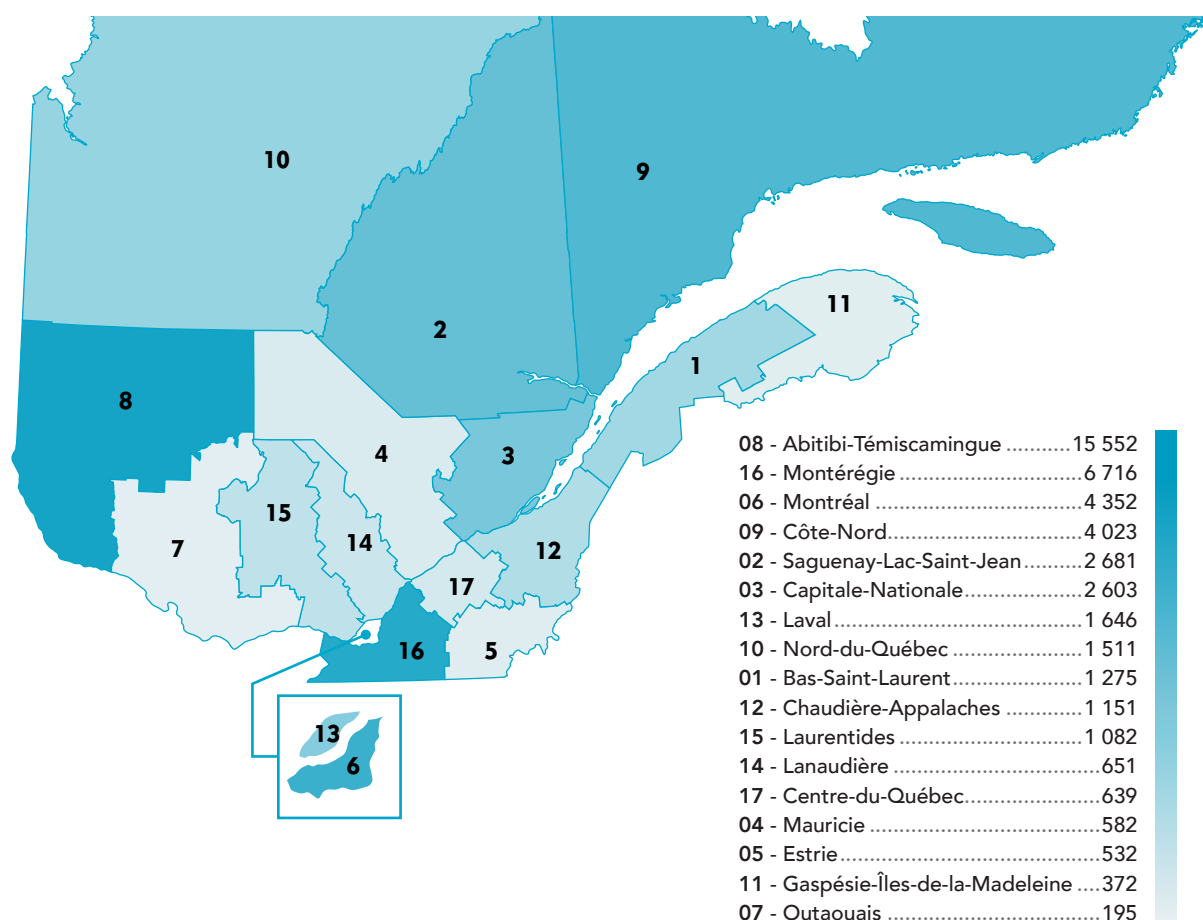 10
9
11
2
1
8
4
3
15
7
14
12
17
16
5
13
6
08 - Abitibi-Témiscamingue ...........15 552
16 - Montérégie ................................6 716
06 - Montréal ....................................4 352
09 - Côte-Nord..................................4 023
02 - Saguenay-Lac-Saint-Jean...........2 681
03 - Capitale-Nationale.....................2 603
13 - Laval ...........................................1 646
10 - Nord-du-Québec .......................1 511
01 - Bas-Saint-Laurent.......................1 275
12 - Chaudière-Appalaches .............1 151
15 - Laurentides ................................1 082
14 - Lanaudière ....................................651
17 - Centre-du-Québec........................639
04 - Mauricie ........................................582
05 - Estrie.............................................532
11 - Gaspésie-Îles-de-la-Madeleine ....372
07 - Outaouais .....................................195